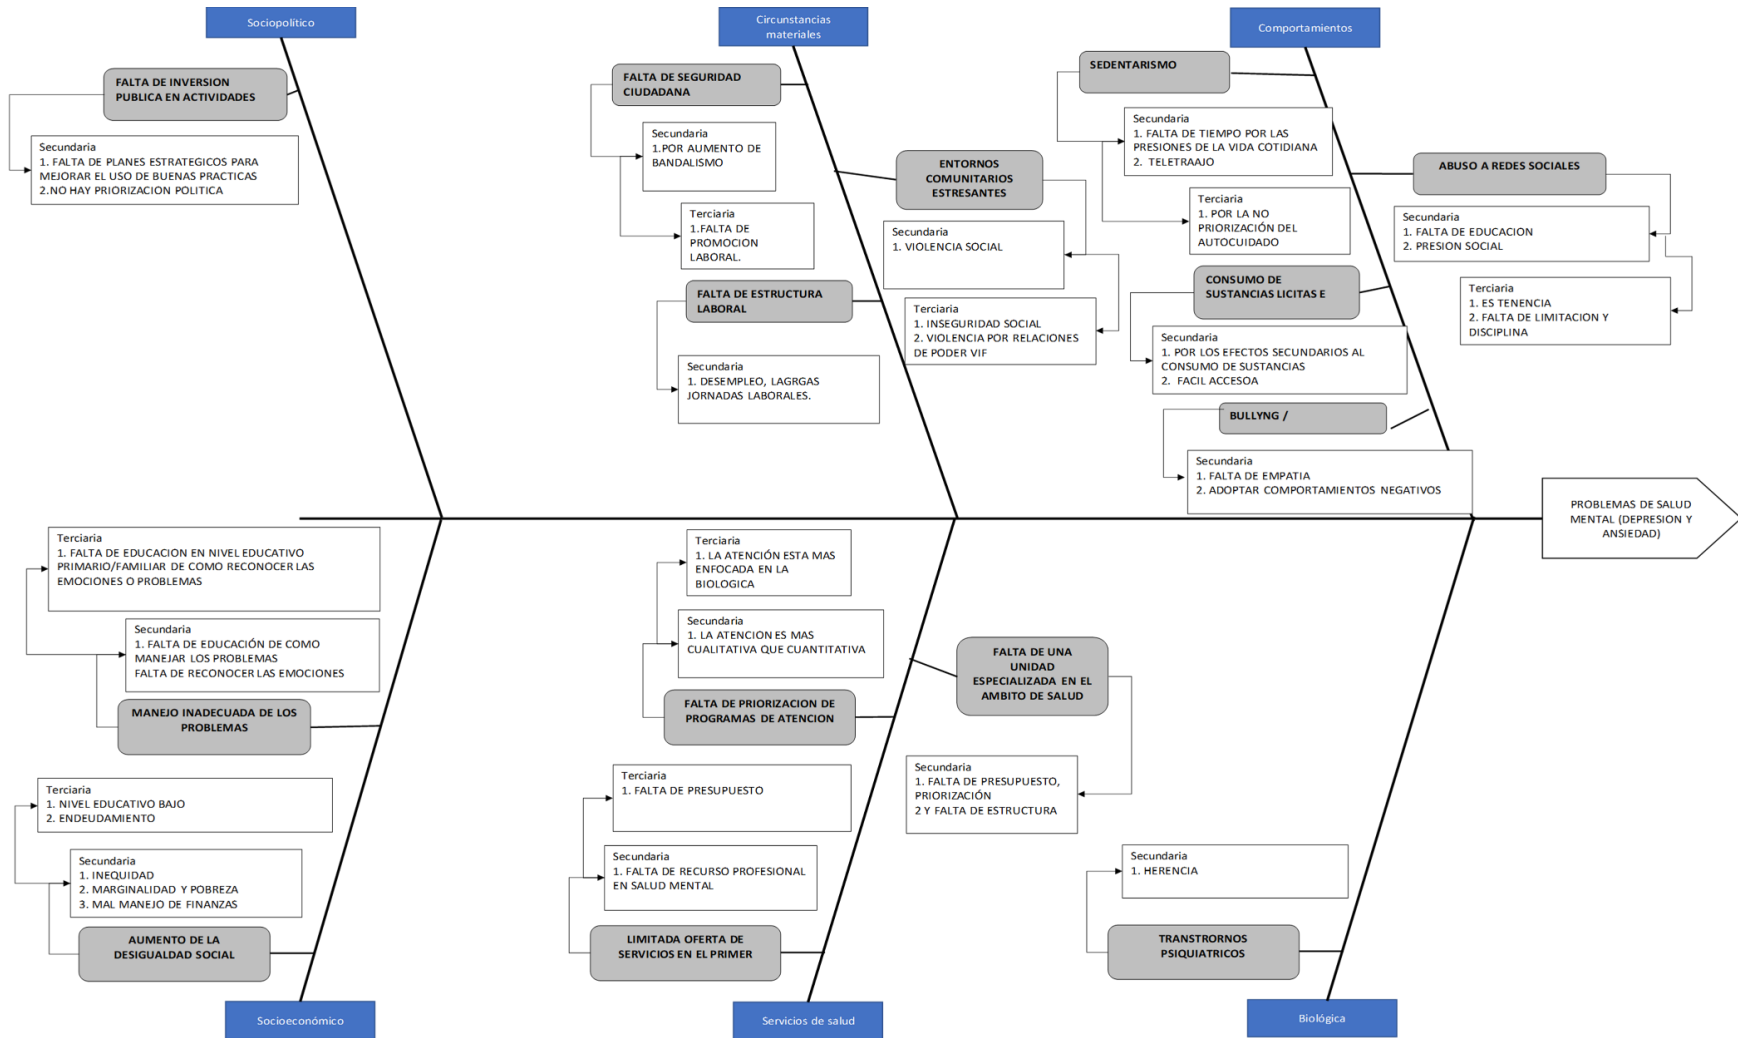 Sociopolítico
FALTA DE INVERSION
PUBLICA EN ACTIVIDADES
Secundaria
1. FALTA DE PLANES ESTRATEGICOS PARA
MEJORAR EL USO DE BUENAS PRACTICAS
2.NO HAY PRIORIZACION POLITICA
Circunstancias
materiales
FALTA DE SEGURIDAD
CIUDADANA
Secundaria
1.POR AUMENTO DE
BANDALISMO
Terciaria
1.FALTA DE
PROMOCION
LABORAL.
ENTORNOS
COMUNITARIOS
ESTRESANTES
Secundaria
1. VIOLENCIA SOCIAL
Terciaria
1. INSEGURIDAD SOCIAL
2. VIOLENCIA POR RELACIONES
DE PODER VIF
FALTA DE ESTRUCTURA
LABORAL
Secundaria
1. DESEMPLEO, LAGRGAS
JORNADAS LABORALES.
Comportamientos
SEDENTARISMO
Secundaria
1. FALTA DE TIEMPO POR LAS
PRESIONES DE LA VIDA COTIDIANA
2. TELETRAAJO
Terciaria
1. POR LA NO
PRIORIZACIÓN DEL
AUTOCUIDADO
ABUSO A REDES SOCIALES
Secundaria
1. FALTA DE EDUCACION
2. PRESION SOCIAL
Terciaria
1. ES TENENCIA
2. FALTA DE LIMITACION Y
DISCIPLINA
CONSUMO DE
SUSTANCIAS LICITAS E
Secundaria
1. POR LOS EFECTOS SECUNDARIOS AL
CONSUMO DE SUSTANCIAS
2. FACIL ACCESOA
BULLYNG /
Secundaria
1. FALTA DE EMPATIA
2. ADOPTAR COMPORTAMIENTOS NEGATIVOS
PROBLEMAS DE SALUD
MENTAL (DEPRESION Y
ANSIEDAD)
Terciaria
1. FALTA DE EDUCACION EN NIVEL EDUCATIVO
PRIMARIO/FAMILIAR DE COMO RECONOCER LAS
EMOCIONES O PROBLEMAS
Secundaria
1. FALTA DE EDUCACIÓN DE COMO
MANEJAR LOS PROBLEMAS
FALTA DE RECONOCER LAS EMOCIONES
MANEJO INADECUADA DE LOS
PROBLEMAS
Terciaria
1. NIVEL EDUCATIVO BAJO
2. ENDEUDAMIENTO
Secundaria
1. INEQUIDAD
2. MARGINALIDAD Y POBREZA
3. MAL MANEJO DE FINANZAS
AUMENTO DE LA
DESIGUALDAD SOCIAL
Socioeconómico
Terciaria
1. LA ATENCIÓN ESTA MAS
ENFOCADA EN LA
BIOLOGICA
Secundaria
1. LA ATENCION ES MAS
CUALITATIVA QUE CUANTITATIVA
FALTA DE PRIORIZACION DE
PROGRAMAS DE ATENCION
FALTA DE UNA
UNIDAD
ESPECIALIZADA EN EL
AMBITO DE SALUD
Secundaria
1. FALTA DE PRESUPUESTO,
PRIORIZACIÓN
2 Y FALTA DE ESTRUCTURA
Terciaria
1. FALTA DE PRESUPUESTO
Secundaria
1. FALTA DE RECURSO PROFESIONAL
EN SALUD MENTAL
LIMITADA OFERTA DE
SERVICIOS EN EL PRIMER
Servicios de salud
Secundaria
1. HERENCIA
TRANSTRORNOS
PSIQUIATRICOS
Biológica